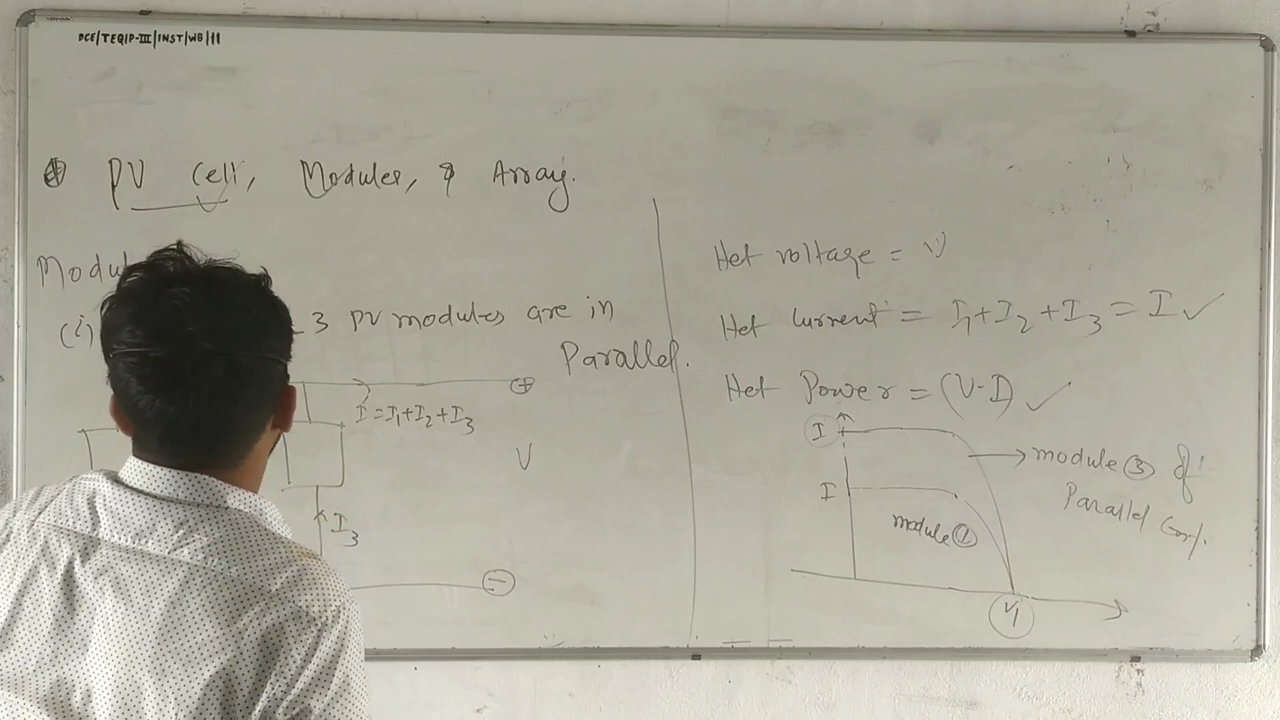 DCE/TEQIP-III/INST/WB/11
PV Cell, Modules, & Array.
Modul
(i)
3 PV modules are in
Parallel.
I = I1+I2+I3
V
I3
Net voltage = V
Net Current = I1+I2+I3 = I ✓
Net Power = (V-I) ✓
I
→ module ③ of
Parallel
I
module ①
V1